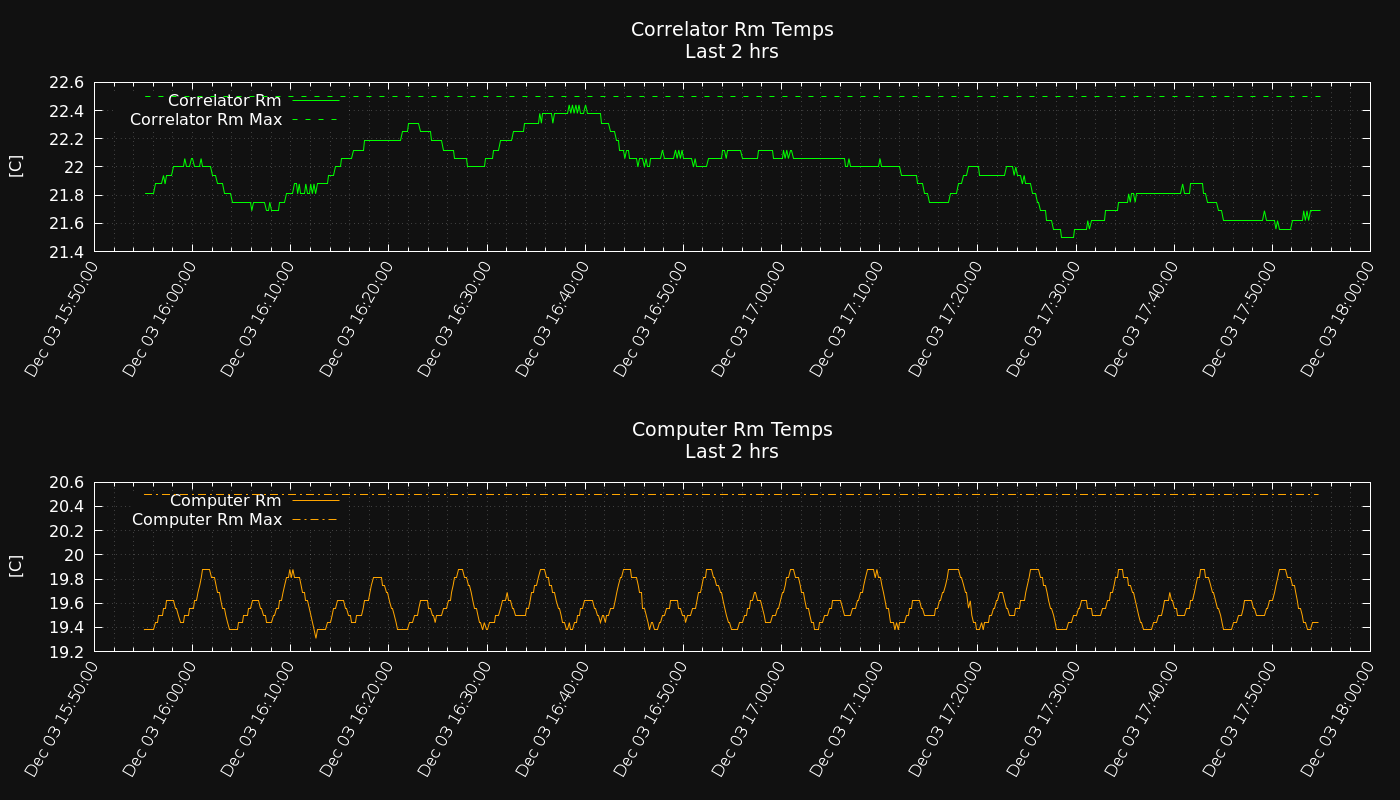 Correlator Rm Temps
Last 2 hrs
22.6
22.4
22.2
22
21.8
21.6
21.4
[C]
Correlator Rm
Correlator Rm Max
Dec 03 15:50:00
Dec 03 16:00:00
Dec 03 16:10:00
Dec 03 16:20:00
Dec 03 16:30:00
Dec 03 16:40:00
Dec 03 16:50:00
Dec 03 17:00:00
Dec 03 17:10:00
Dec 03 17:20:00
Dec 03 17:30:00
Dec 03 17:40:00
Dec 03 17:50:00
Dec 03 18:00:00
Computer Rm Temps
Last 2 hrs
20.6
20.4
20.2
20
19.8
19.6
19.4
19.2
[C]
Computer Rm
Computer Rm Max
Dec 03 15:50:00
Dec 03 16:00:00
Dec 03 16:10:00
Dec 03 16:20:00
Dec 03 16:30:00
Dec 03 16:40:00
Dec 03 16:50:00
Dec 03 17:00:00
Dec 03 17:10:00
Dec 03 17:20:00
Dec 03 17:30:00
Dec 03 17:40:00
Dec 03 17:50:00
Dec 03 18:00:00